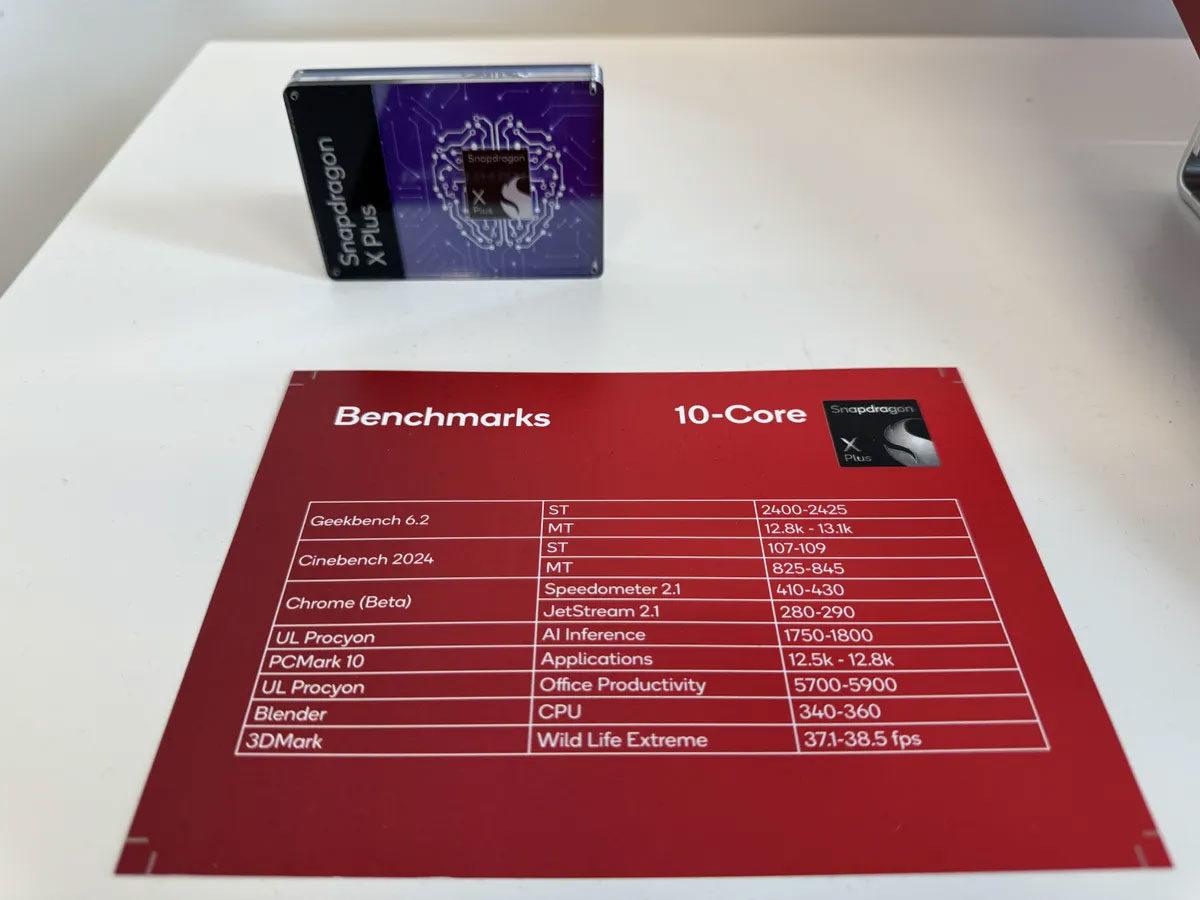 Snapdragon
X Plus
Snapdragon
X
Plus
Benchmarks 10-Core
Snapdragon
X
Plus
Geekbench 6.2 ST 2400-2425
MT 12.8k - 13.1k
Cinebench 2024 ST 107-109
MT 825-845
Chrome (Beta) Speedometer 2.1 410-430
JetStream 2.1 280-290
UL Procyon AI Inference 1750-1800
PCMark 10 Applications 12.5k - 12.8k
UL Procyon Office Productivity 5700-5900
Blender CPU 340-360
3DMark Wild Life Extreme 37.1-38.5 fps